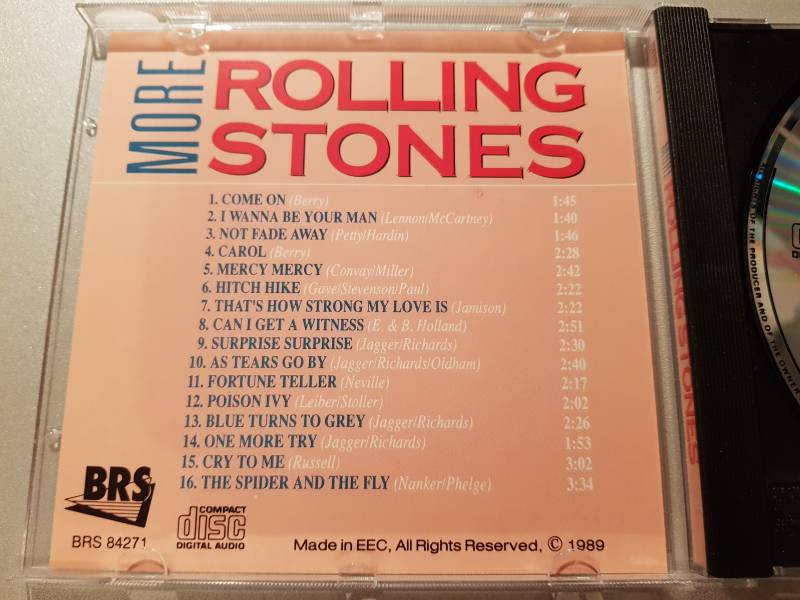 MORE
ROLLING
STONES
1. COME ON (Berry) 1:45
2. I WANNA BE YOUR MAN (Lennon/McCartney) 1:40
3. NOT FADE AWAY (Petty/Hardin) 1:46
4. CAROL (Berry) 2:28
5. MERCY MERCY (Convay/Miller) 2:42
6. HITCH HIKE (Gaye/Stevenson/Paul) 2:22
7. THAT'S HOW STRONG MY LOVE IS (Jamison) 2:22
8. CAN I GET A WITNESS (E. & B. Holland) 2:51
9. SURPRISE SURPRISE (Jagger/Richards) 2:30
10. AS TEARS GO BY (Jagger/Richards/Oldham) 2:40
11. FORTUNE TELLER (Neville) 2:17
12. POISON IVY (Leiber/Stoller) 2:02
13. BLUE TURNS TO GREY (Jagger/Richards) 2:26
14. ONE MORE TRY (Jagger/Richards) 1:53
15. CRY TO ME (Russell) 3:02
16. THE SPIDER AND THE FLY (Nanker/Phelge) 3:34
BRS
BRS 84271
COMPACT
disc
DIGITAL AUDIO
Made in EEC, All Rights Reserved, © 1989
ROLLING STONES
OF THE PRODUCER AND OF THE OWNER